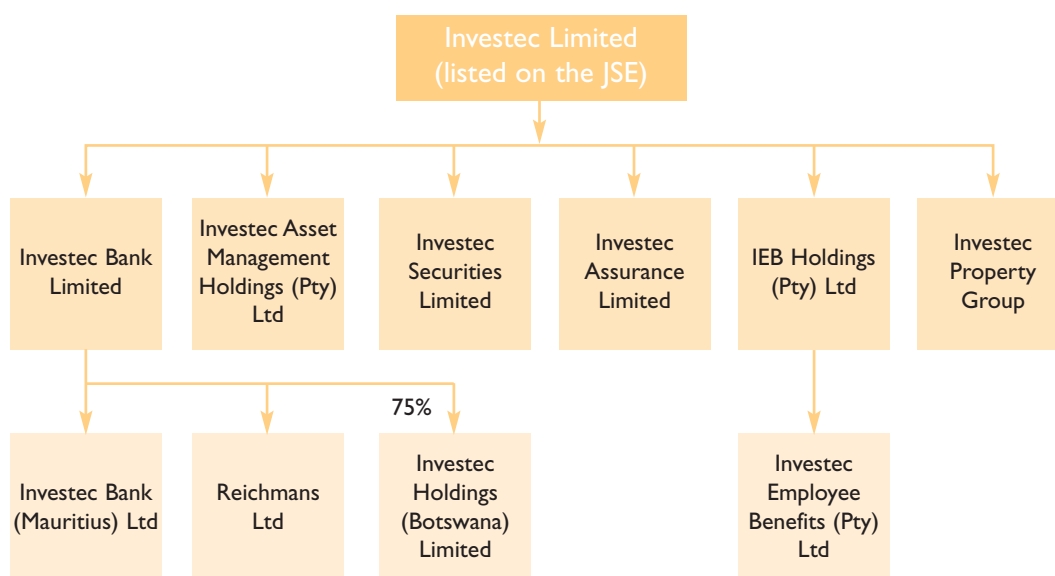 Investec Limited
(listed on the JSE)
Investec Bank
Limited
Investec Asset
Management
Holdings (Pty)
Ltd
Investec
Securities
Limited
Investec
Assurance
Limited
IEB Holdings
(Pty) Ltd
Investec
Property
Group
75%
Investec Bank
(Mauritius) Ltd
Reichmans
Ltd
Investec
Holdings
(Botswana)
Limited
Investec
Employee
Benefits (Pty)
Ltd